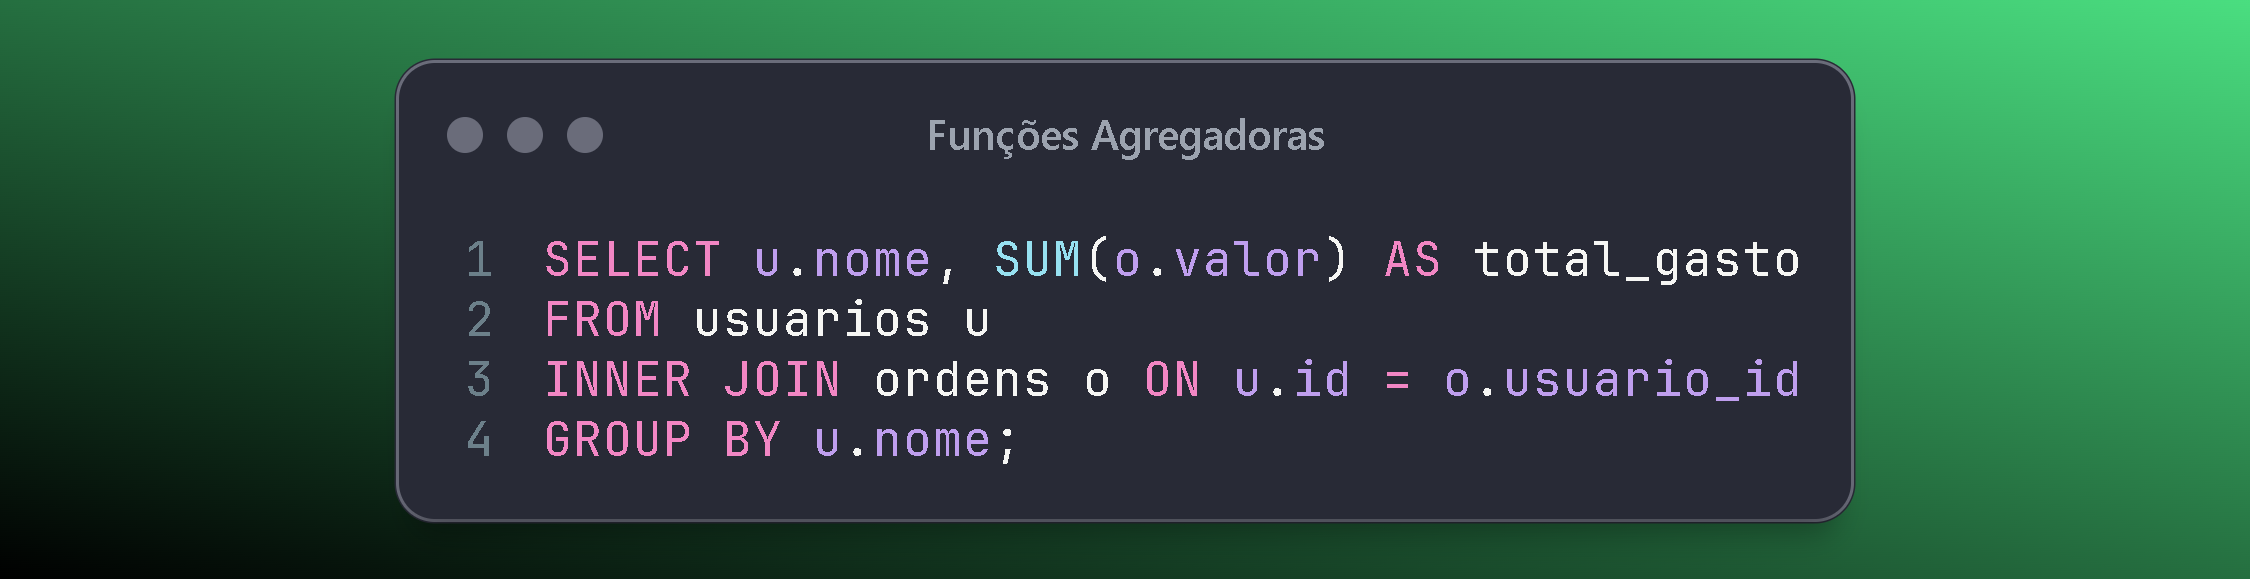 Funções Agregadoras
1 SELECT u.nome, SUM(o.valor) AS total_gasto
2 FROM usuarios u
3 INNER JOIN ordens o ON u.id = o.usuario_id
4 GROUP BY u.nome;